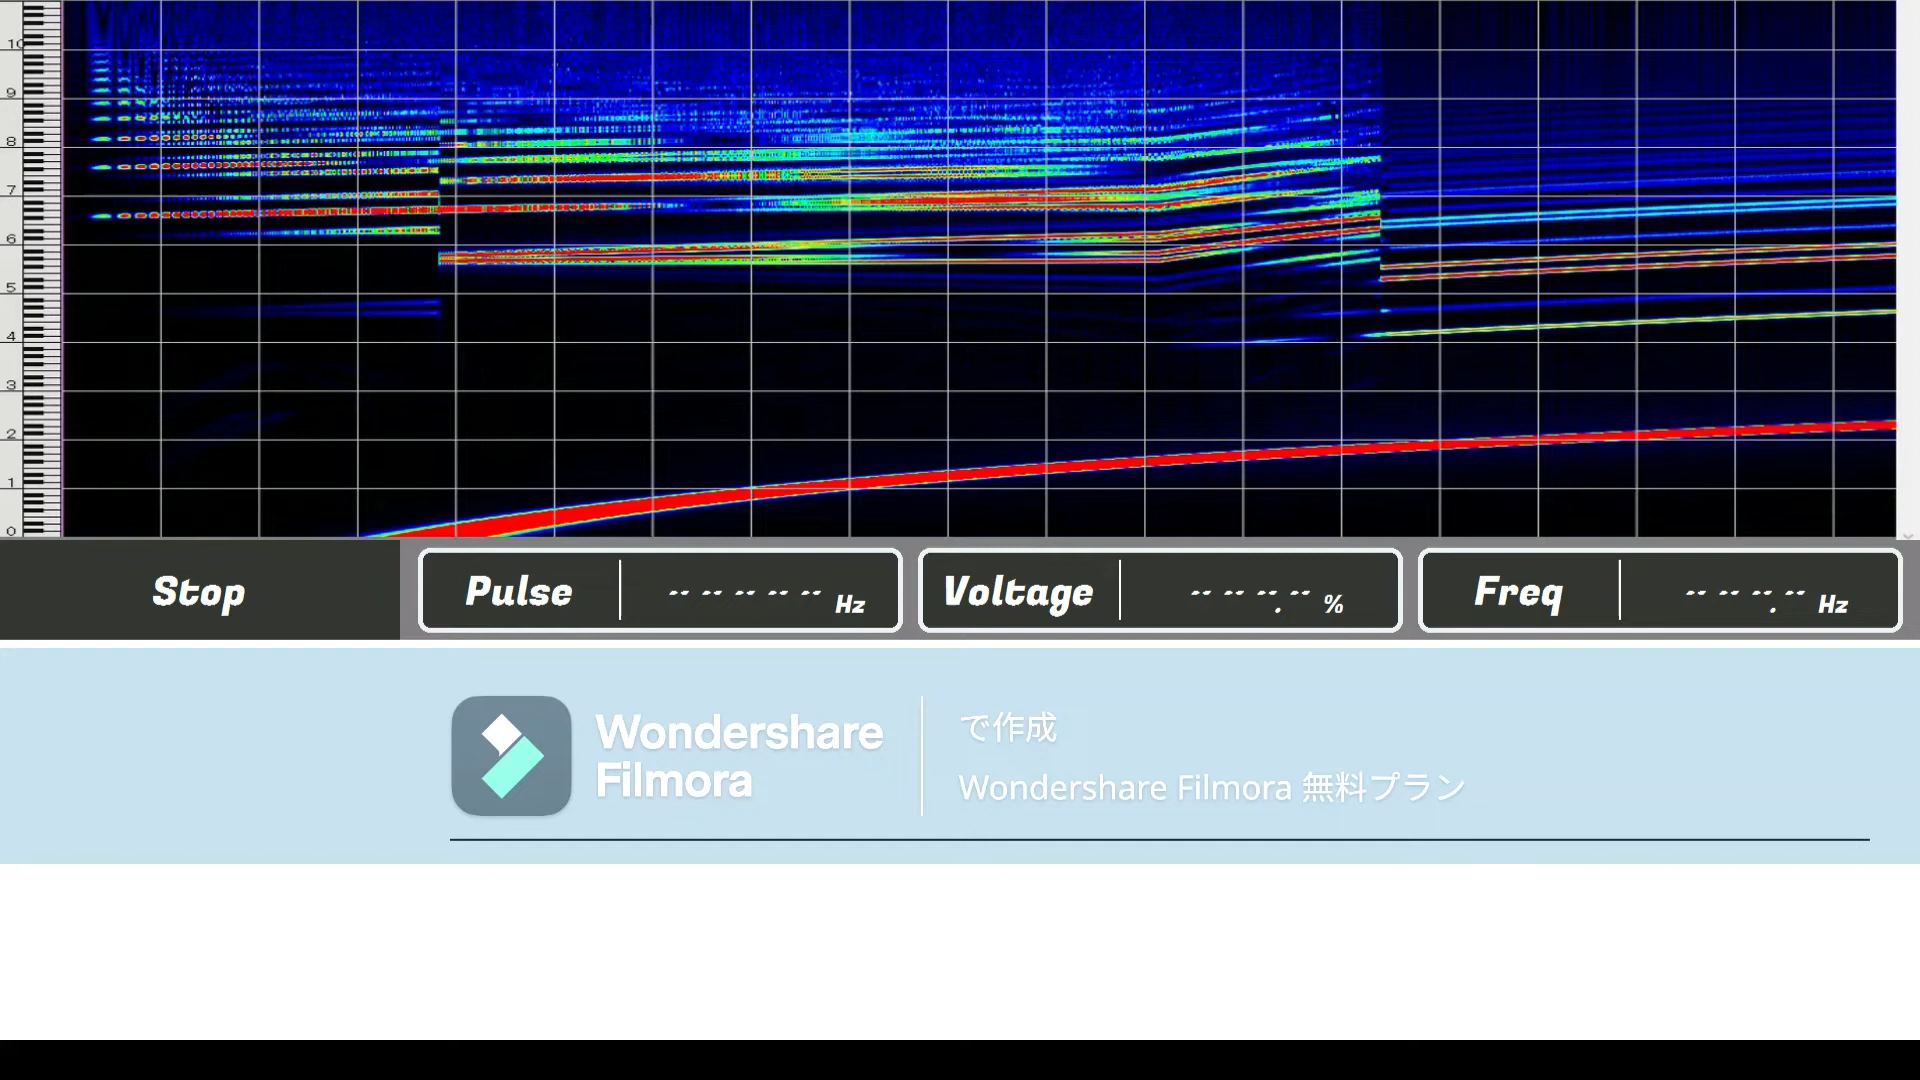 10
9
8
7
6
5
4
3
2
1
0
Stop
Pulse -- -- -- -- -- Hz
Voltage -- -- --.-- %
Freq -- -- --.-- Hz
Wondershare
Filmora
で作成
Wondershare Filmora 無料プラン